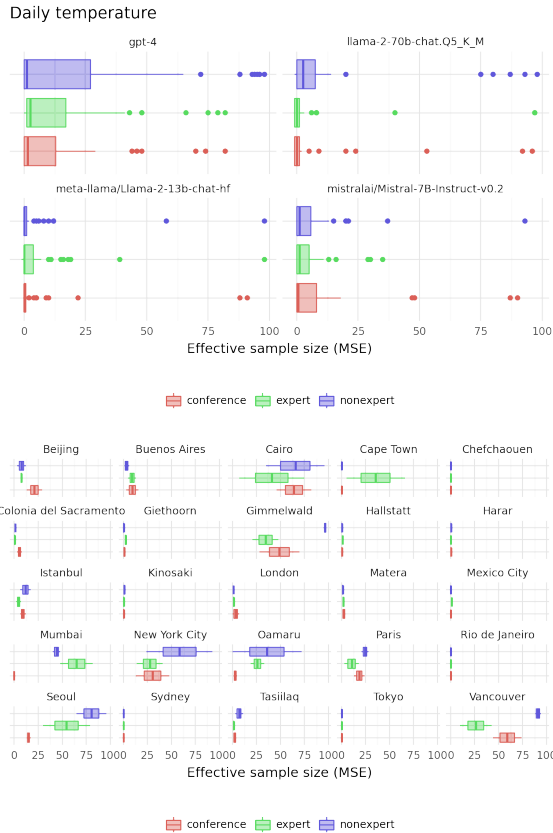 Daily temperature
gpt-4 llama-2-70b-chat.Q5_K_M
meta-llama/Llama-2-13b-chat-hf mistralai/Mistral-7B-Instruct-v0.2
0 25 50 75 100 0 25 50 75 100
Effective sample size (MSE)
conference expert nonexpert
Beijing Buenos Aires Cairo Cape Town Chefchaouen
Colonia del Sacramento Giethoorn Gimmelwald Hallstatt Harar
Istanbul Kinosaki London Matera Mexico City
Mumbai New York City Oamaru Paris Rio de Janeiro
Seoul Sydney Tasiilaq Tokyo Vancouver
0 25 50 75 100 0 25 50 75 100 0 25 50 75 100 0 25 50 75 100 0 25 50 75 100
Effective sample size (MSE)
conference expert nonexpert